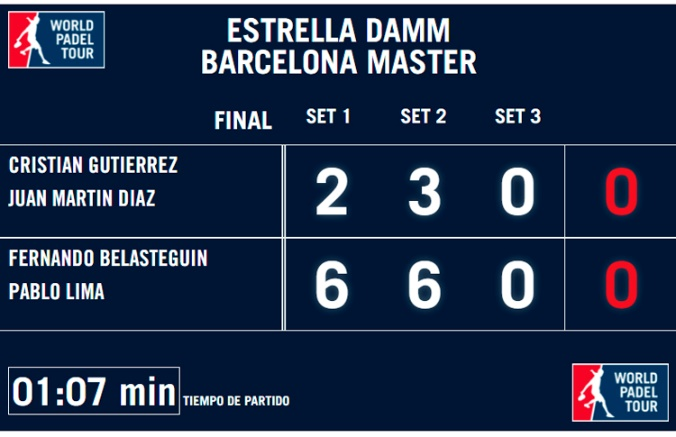 WORLD
PADEL
TOUR
ESTRELLA DAMM
BARCELONA MASTER
FINAL SET 1 SET 2 SET 3
CRISTIAN GUTIERREZ
JUAN MARTIN DIAZ
2 3 0 0
FERNANDO BELASTEGUIN
PABLO LIMA
6 6 0 0
01:07 min TIEMPO DE PARTIDO
WORLD
PADEL
TOUR